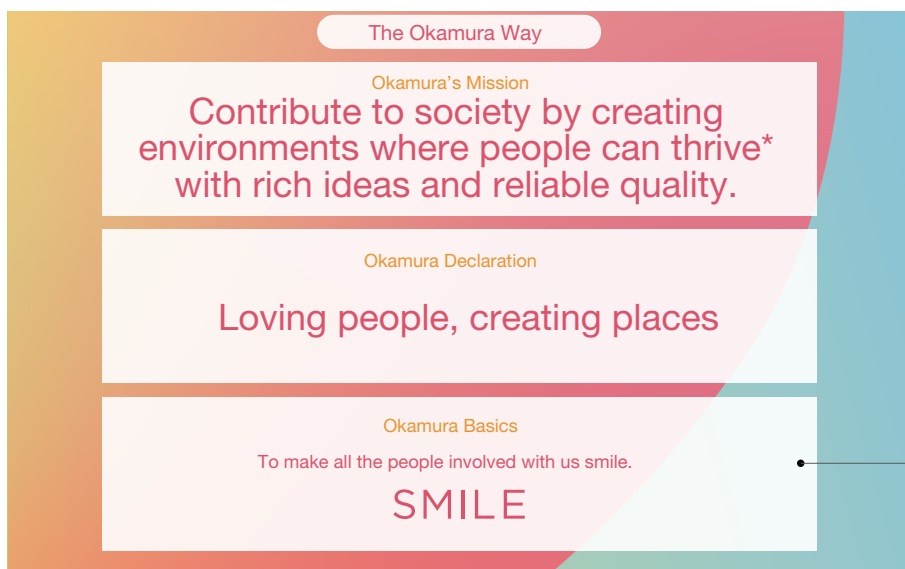 The Okamura Way
Okamura’s Mission
Contribute to society by creating
environments where people can thrive*
with rich ideas and reliable quality.
Okamura Declaration
Loving people, creating places
Okamura Basics
To make all the people involved with us smile.
SMILE